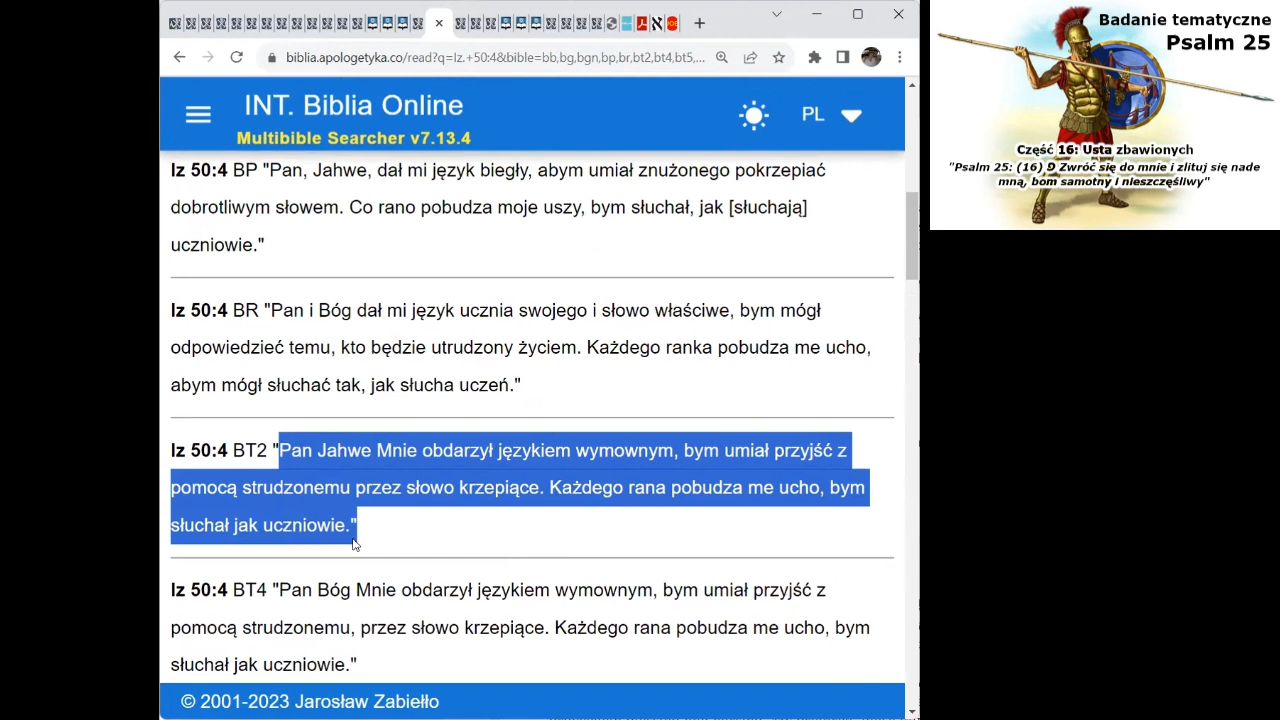 biblia.apologetyka.co/read?q=Iz.+50:4&bible=bb,bg,bgn,bp,br,bt2,bt4,bt5,...
INT. Biblia Online
Multibible Searcher v7.13.4
PL
Iz 50:4 BP "Pan, Jahwe, dał mi język biegły, abym umiał znużonego pokrzepiać
dobrotliwym słowem. Co rano pobudza moje uszy, bym słuchał, jak [słuchają]
uczniowie."
Iz 50:4 BR "Pan i Bóg dał mi język ucznia swojego i słowo właściwe, bym mógł
odpowiedzieć temu, kto będzie utrudzony życiem. Każdego ranka pobudza me ucho,
abym mógł słuchać tak, jak słucha uczeń."
Iz 50:4 BT2 "Pan Jahwe Mnie obdarzył językiem wymownym, bym umiał przyjść z
pomocą strudzonemu przez słowo krzepiące. Każdego rana pobudza me ucho, bym
słuchał jak uczniowie."
Iz 50:4 BT4 "Pan Bóg Mnie obdarzył językiem wymownym, bym umiał przyjść z
pomocą strudzonemu, przez słowo krzepiące. Każdego rana pobudza me ucho, bym
słuchał jak uczniowie."
© 2001-2023 Jarosław Zabiełło
Badanie tematyczne
Psalm 25
Część 16: Usta zbawionych
"Psalm 25: (16) Zwróć się do mnie i zlituj się nade
mną, bom samotny i nieszczęśliwy"